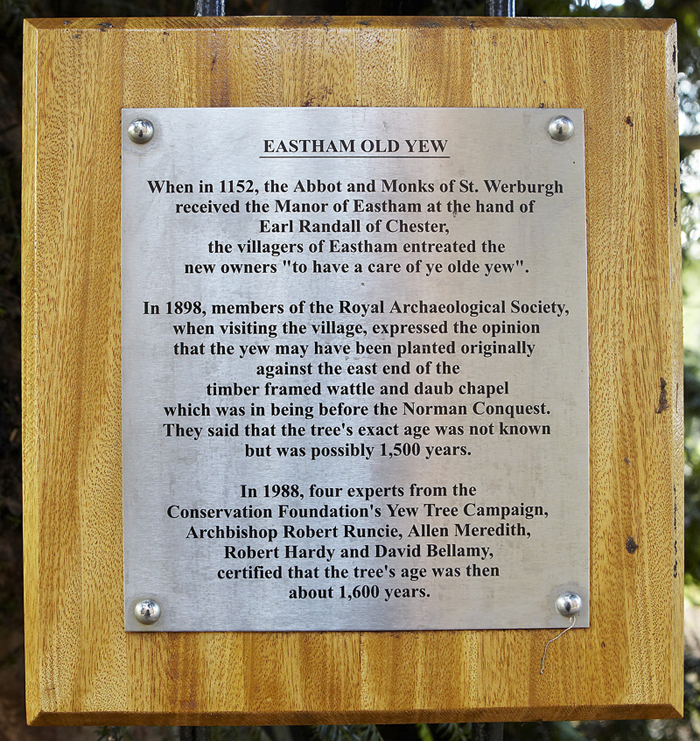 EASTHAM OLD YEW
When in 1152, the Abbot and Monks of St. Werburgh
received the Manor of Eastham at the hand of
Earl Randall of Chester,
the villagers of Eastham entreated the
new owners "to have a care of ye olde yew".
In 1898, members of the Royal Archaeological Society,
when visiting the village, expressed the opinion
that the yew may have been planted originally
against the east end of the
timber framed wattle and daub chapel
which was in being before the Norman Conquest.
They said that the tree's exact age was not known
but was possibly 1,500 years.
In 1988, four experts from the
Conservation Foundation's Yew Tree Campaign,
Archbishop Robert Runcie, Allen Meredith,
Robert Hardy and David Bellamy,
certified that the tree's age was then
about 1,600 years.